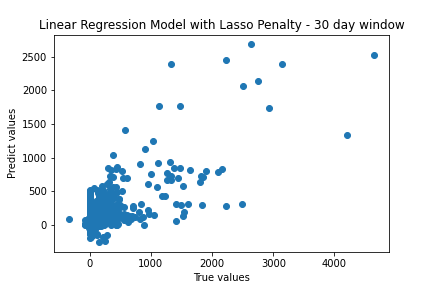 Linear Regression Model with Lasso Penalty - 30 day window
2500
2000
1500
1000
500
0
Predict values
0 1000 2000 3000 4000
True values